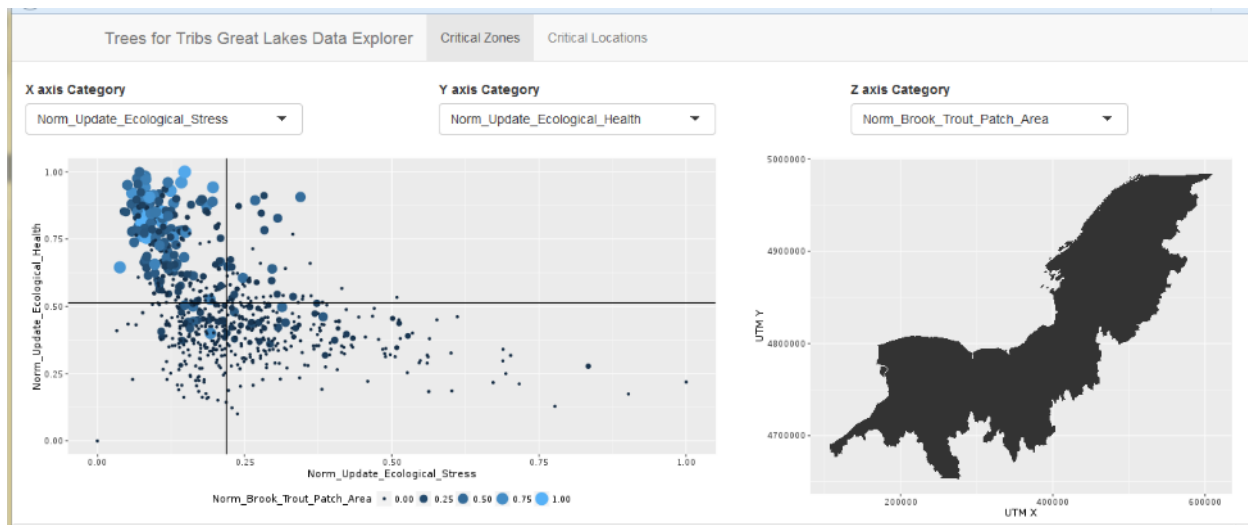 Trees for Tribs Great Lakes Data Explorer Critical Zones Critical Locations
X axis Category Y axis Category Z axis Category
Norm_Update_Ecological_Stress Norm_Update_Ecological_Health Norm_Brook_Trout_Patch_Area
1.00
0.75
0.50
0.25
0.00
Norm_Update_Ecological_Health
0.00 0.25 0.50 0.75 1.00
Norm_Update_Ecological_Stress
Norm_Brook_Trout_Patch_Area 0.00 0.25 0.50 0.75 1.00
5000000
4900000
4800000
4700000
UTM Y
200000 400000 600000
UTM X